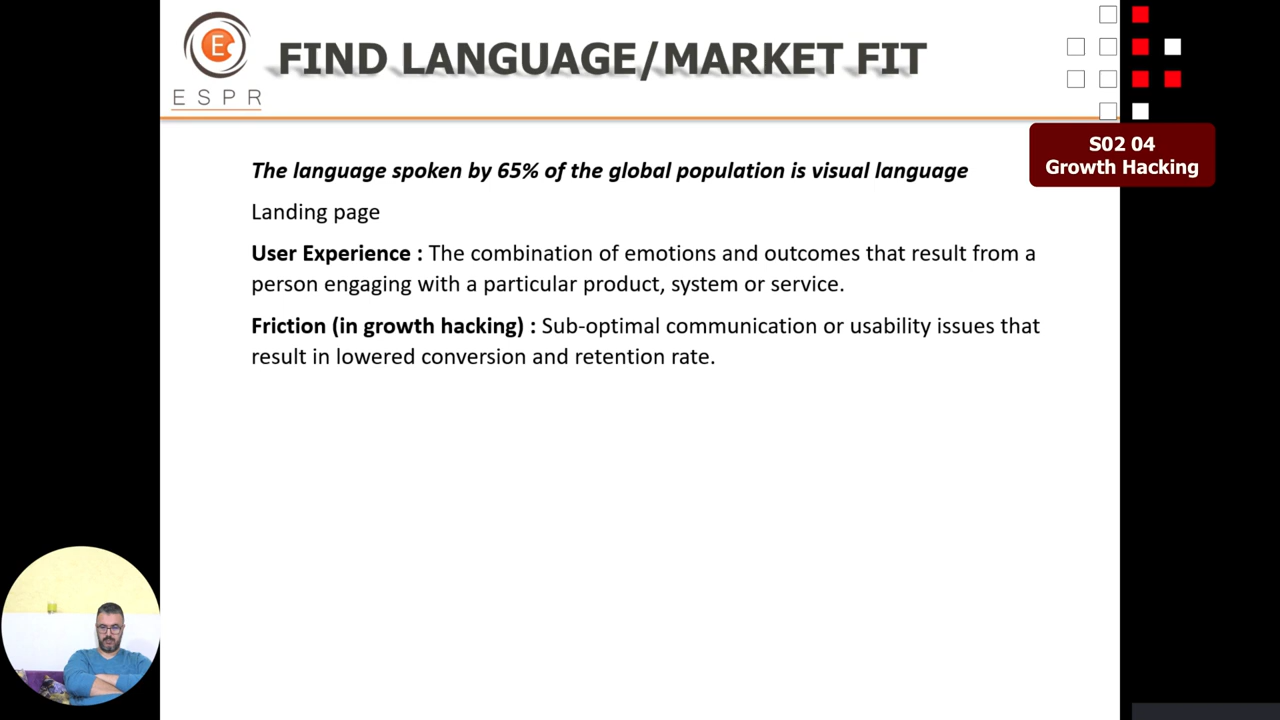 E
ESPR
FIND LANGUAGE/MARKET FIT
S02 04
Growth Hacking
The language spoken by 65% of the global population is visual language
Landing page
User Experience : The combination of emotions and outcomes that result from a
person engaging with a particular product, system or service.
Friction (in growth hacking) : Sub-optimal communication or usability issues that
result in lowered conversion and retention rate.